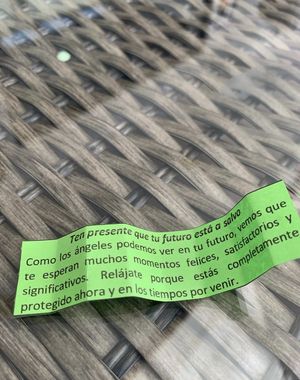 Ten presente que tu futuro está a salvo
Como los ángeles podemos ver en tu futuro, vemos que
te esperan muchos momentos felices, satisfactorios y
significativos. Relájate porque estás completamente
protegido ahora y en los tiempos por venir.